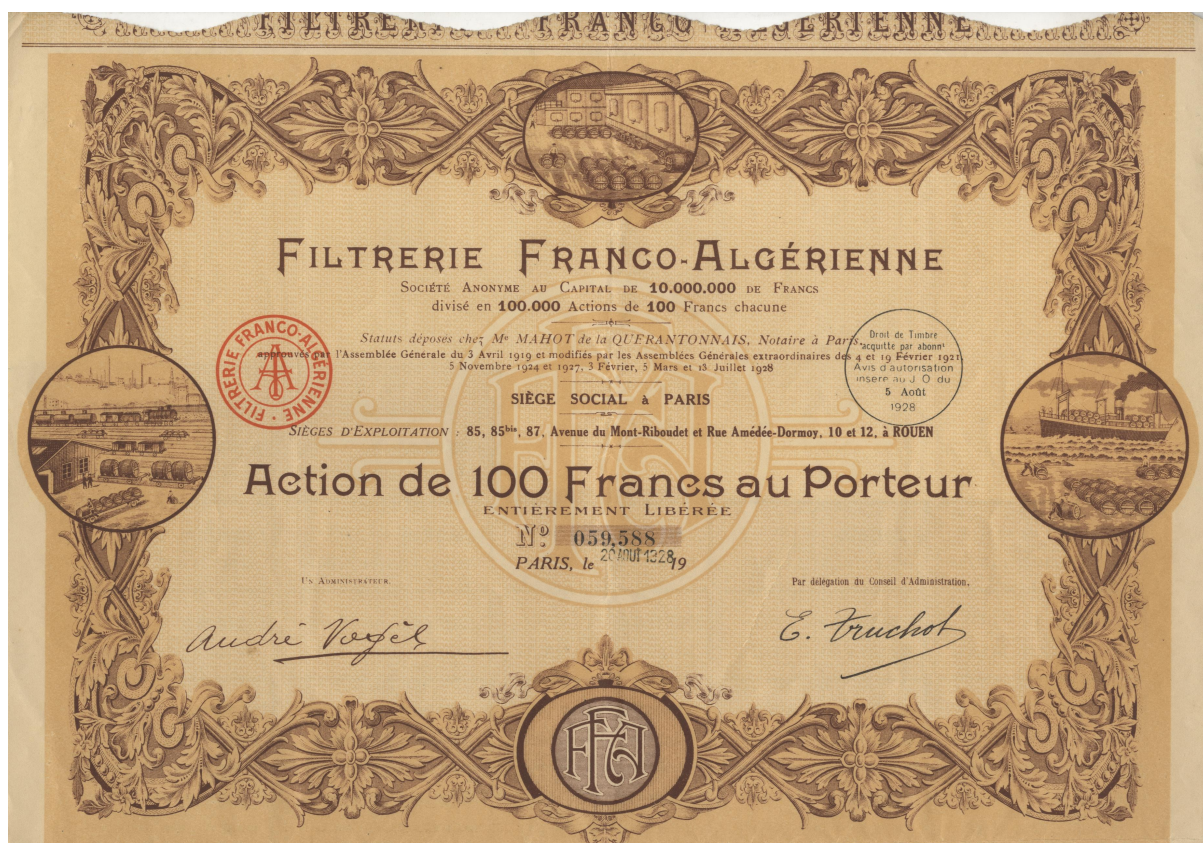 FILTRERIE FRANCO-ALGÉRIENNE
FILTRERIE FRANCO-ALGÉRIENNE
SOCIÉTÉ ANONYME AU CAPITAL DE 10.000.000 DE FRANCS
divisé en 100.000 Actions de 100 Francs chacune
Statuts déposés chez Me MAHOT de la QUERANTONNAIS, Notaire à Paris,
approuvés par l'Assemblée Générale du 3 Avril 1919 et modifiés par les Assemblées Générales extraordinaires des 4 et 19 Février 1921,
5 Novembre 1924 et 1927, 3 Février, 5 Mars et 13 Juillet 1928
FILTRERIE FRANCO-ALGÉRIENNE
Droit de Timbre
acquitté par abonnt
Avis d'autorisation
inséré au J O du
5 Août
1928
SIÈGE SOCIAL à PARIS
SIÈGES D'EXPLOITATION : 85, 85bis, 87, Avenue du Mont-Riboudet et Rue Amédée-Dormoy, 10 et 12, à ROUEN
Action de 100 Francs au Porteur
ENTIÈREMENT LIBÉRÉE
No 059,588
PARIS, le 20 AOUT 1928 19
UN ADMINISTRATEUR.
Par délégation du Conseil d'Administration,
André
E. Truchot